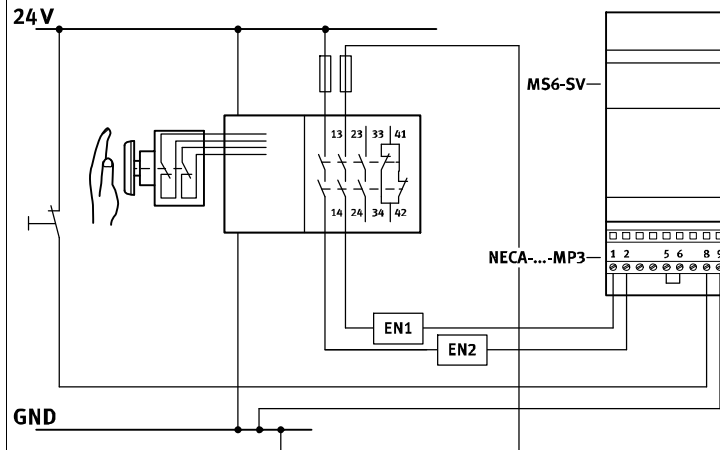 24V
MS6-SV
13 23 33 41
14 24 34 42
NECA-...-MP3
1 2 5 6 8 9
EN1
EN2
GND